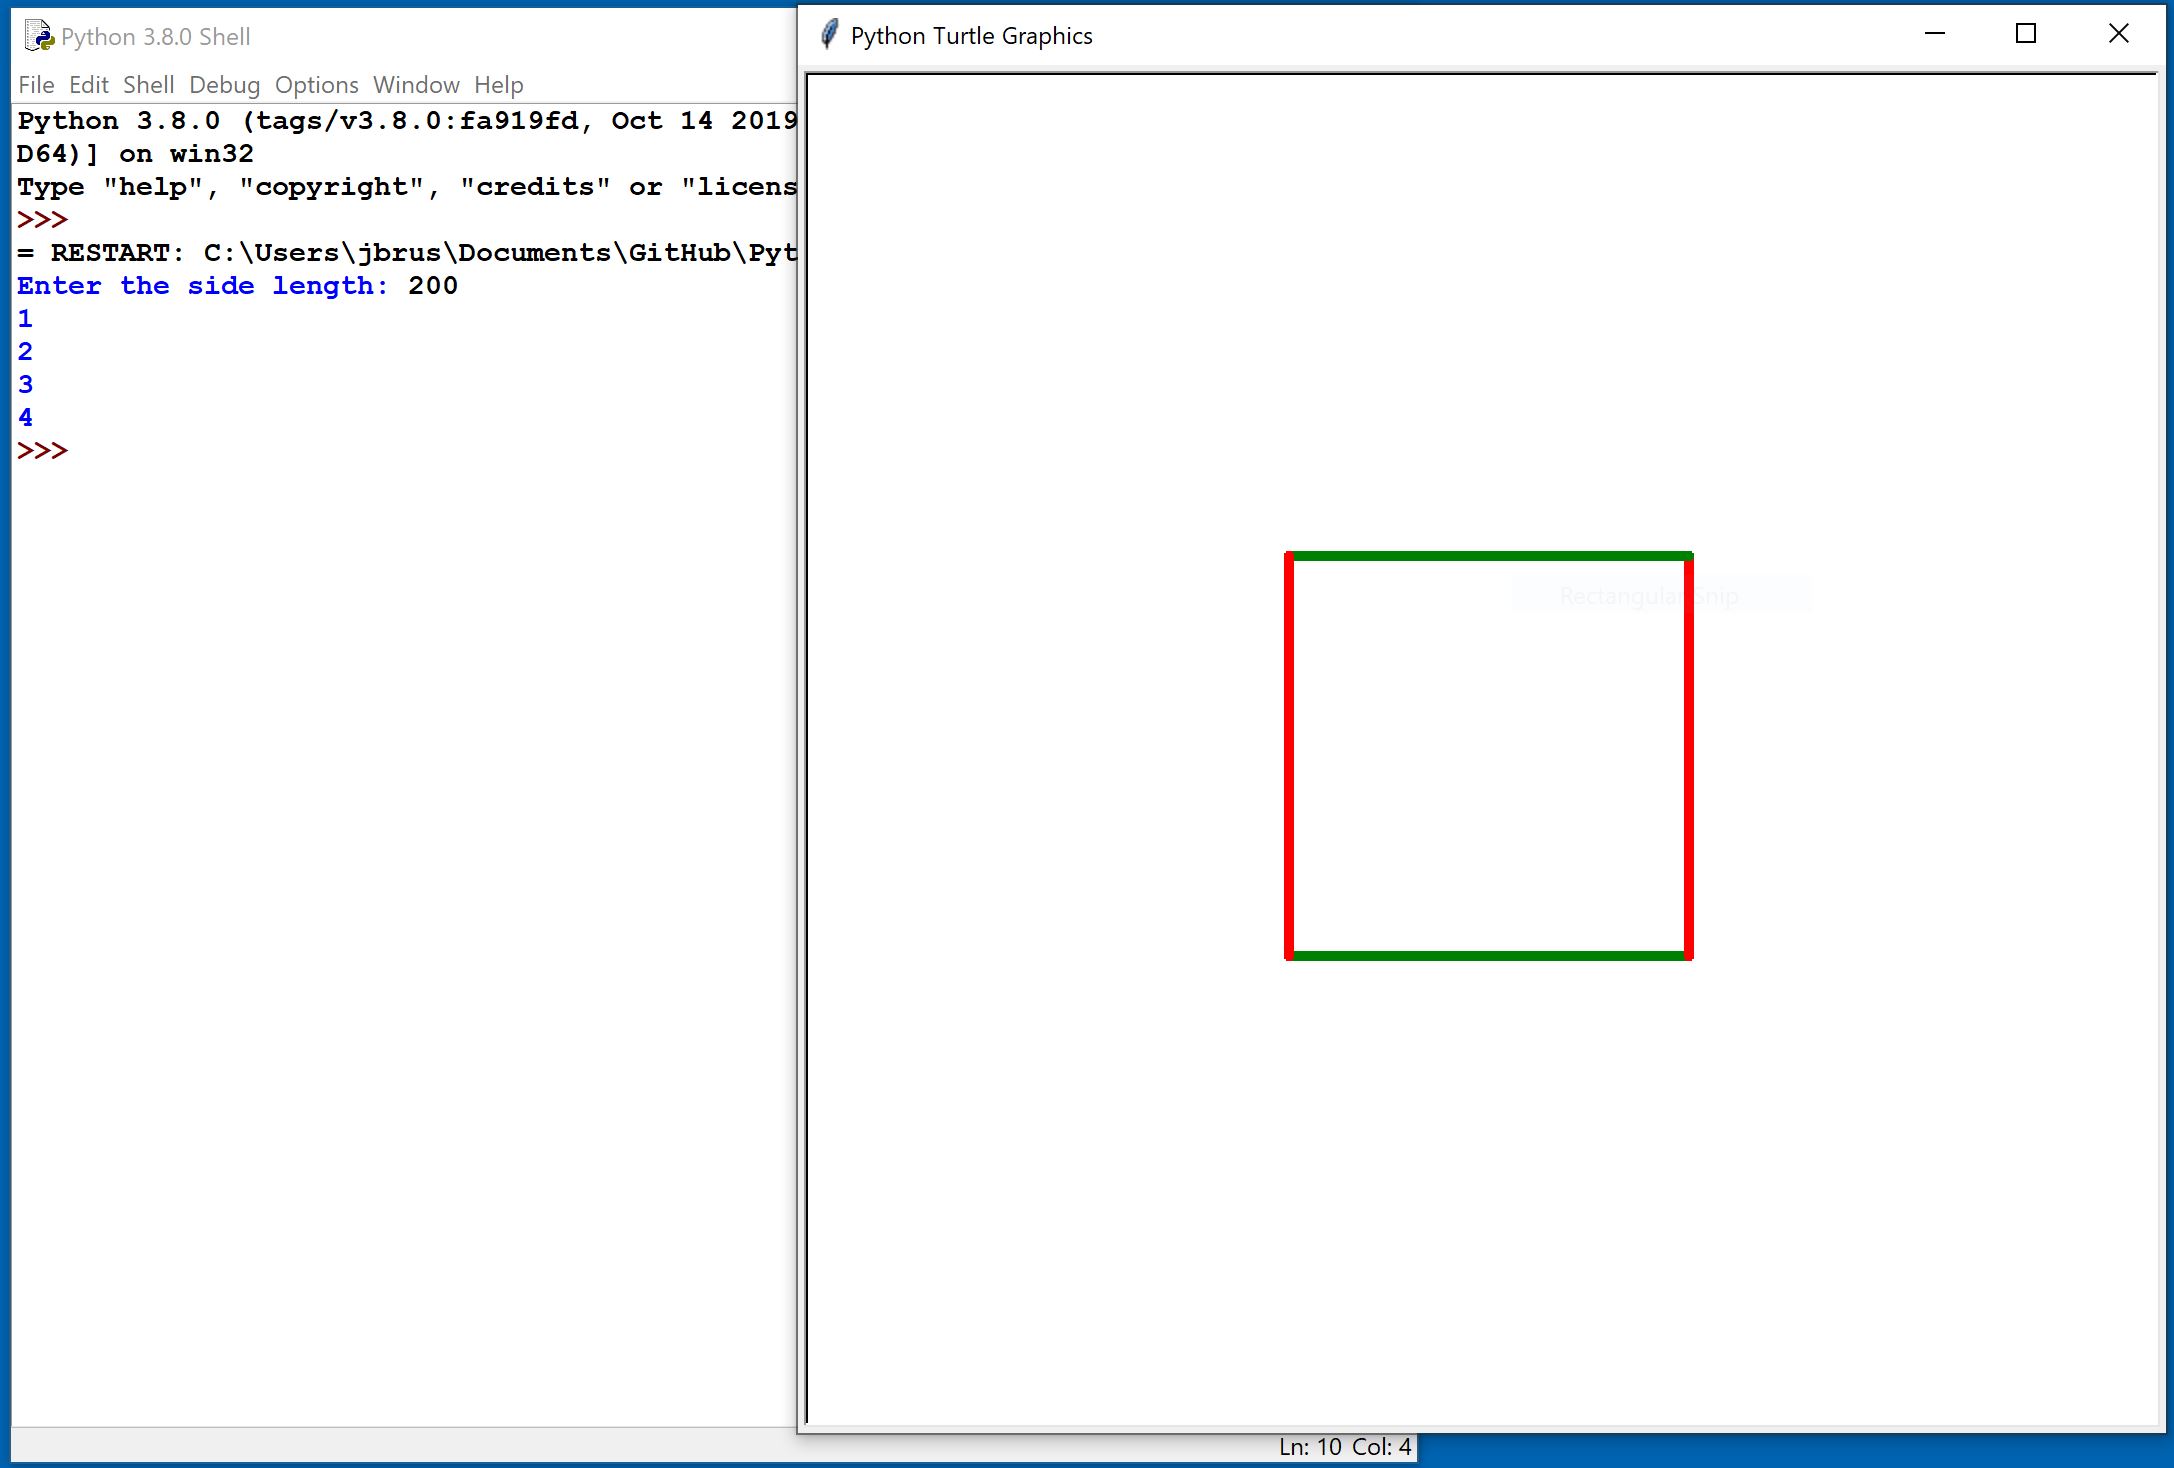 Python 3.8.0 Shell
File Edit Shell Debug Options Window Help
Python 3.8.0 (tags/v3.8.0:fa919fd, Oct 14 2019
D64)] on win32
Type "help", "copyright", "credits" or "licens
>>>
= RESTART: C:\Users\jbrus\Documents\GitHub\Pyt
Enter the side length: 200
1
2
3
4
>>>
Ln: 10 Col: 4
Python Turtle Graphics
Rectangular Snip